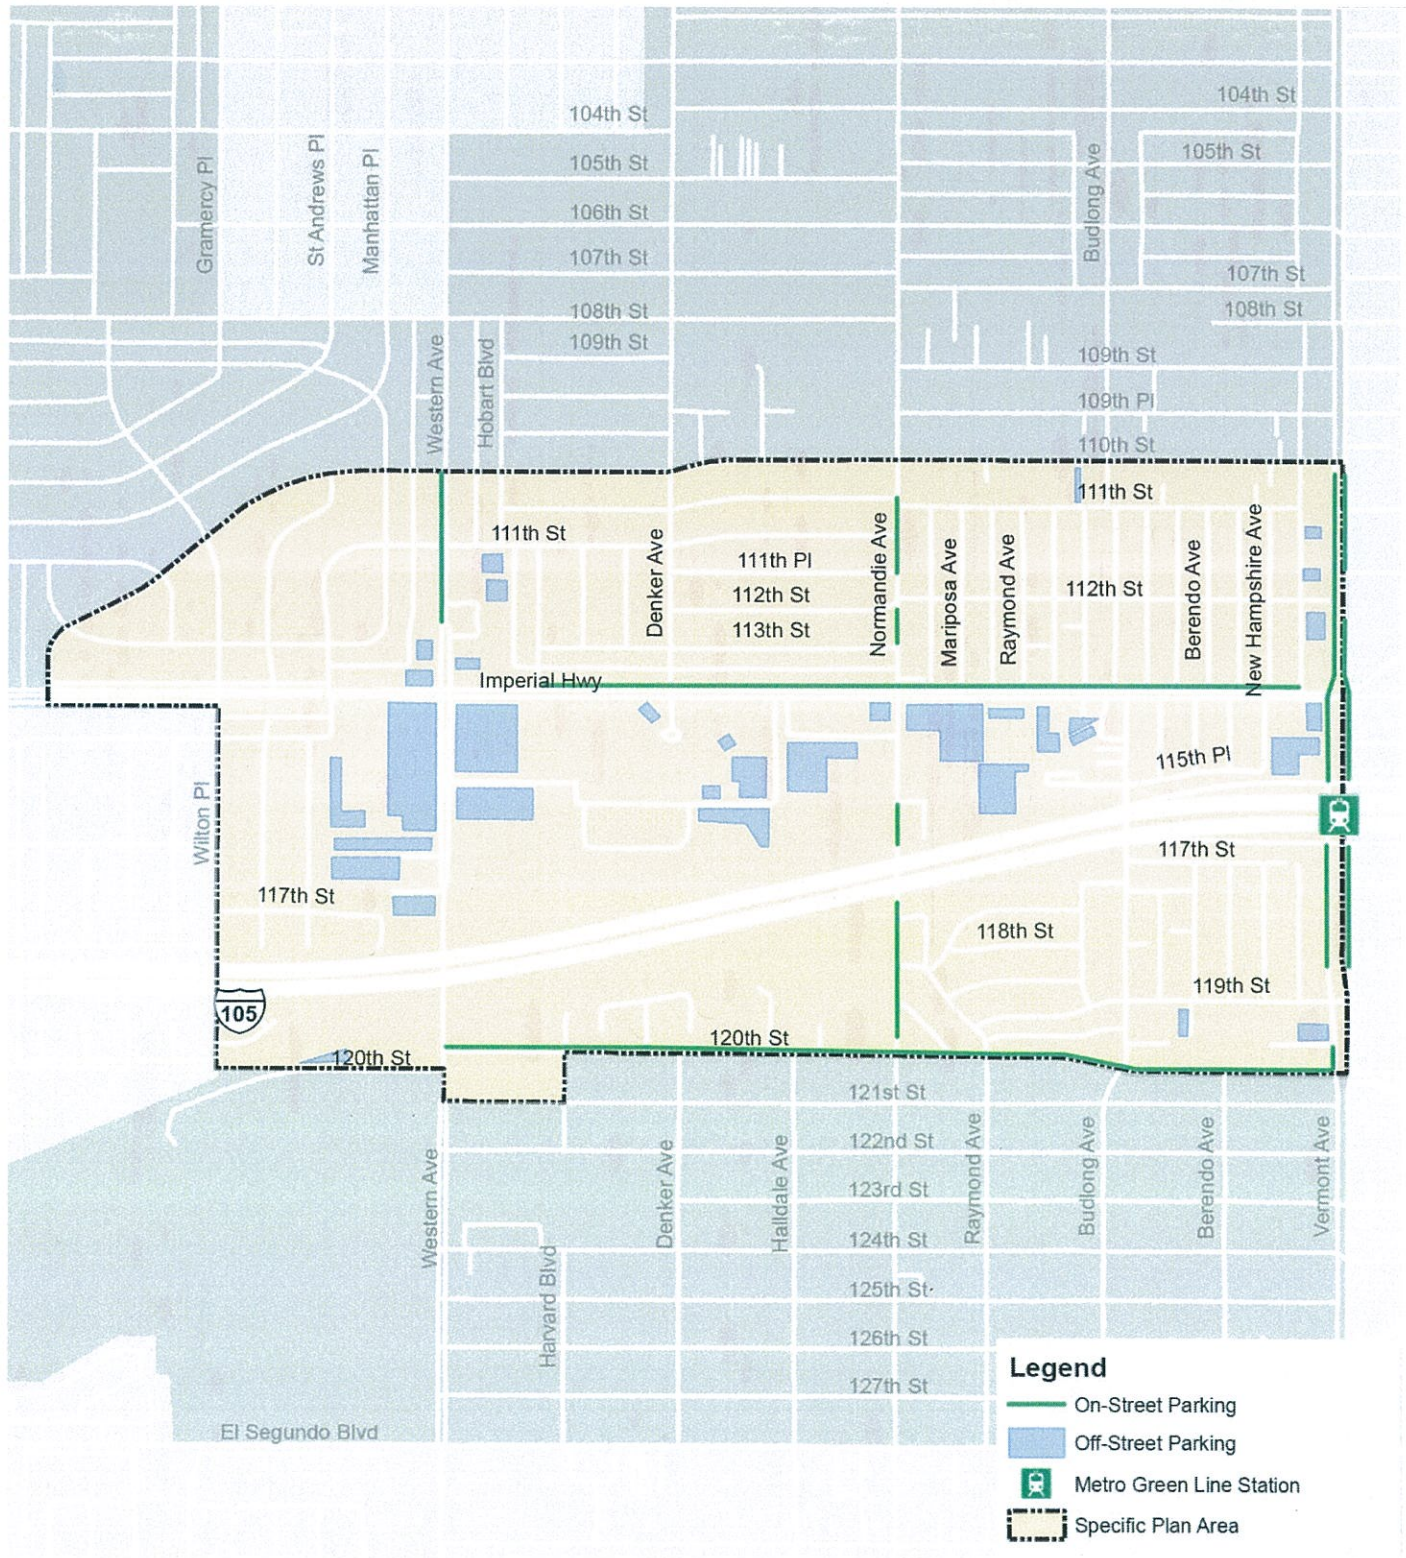 104th St
104th St
105th St
105th St
Gramercy Pl
St Andrews Pl
Manhattan Pl
Budlong Ave
106th St
107th St
107th St
108th St
108th St
109th St
109th St
Western Ave
Hobart Blvd
109th Pl
110th St
111th St
111th St
Denker Ave
111th Pl
112th St
113th St
Normandie Ave
Mariposa Ave
Raymond Ave
112th St
Berendo Ave
New Hampshire Ave
Imperial Hwy
115th Pl
Wilton Pl
117th St
117th St
118th St
119th St
105
120th St
120th St
121st St
122nd St
123rd St
124th St
125th St
126th St
127th St
Western Ave
Harvard Blvd
Denker Ave
Halldale Ave
Raymond Ave
Budlong Ave
Berendo Ave
Vermont Ave
El Segundo Blvd
Legend
On-Street Parking
Off-Street Parking
Metro Green Line Station
Specific Plan Area